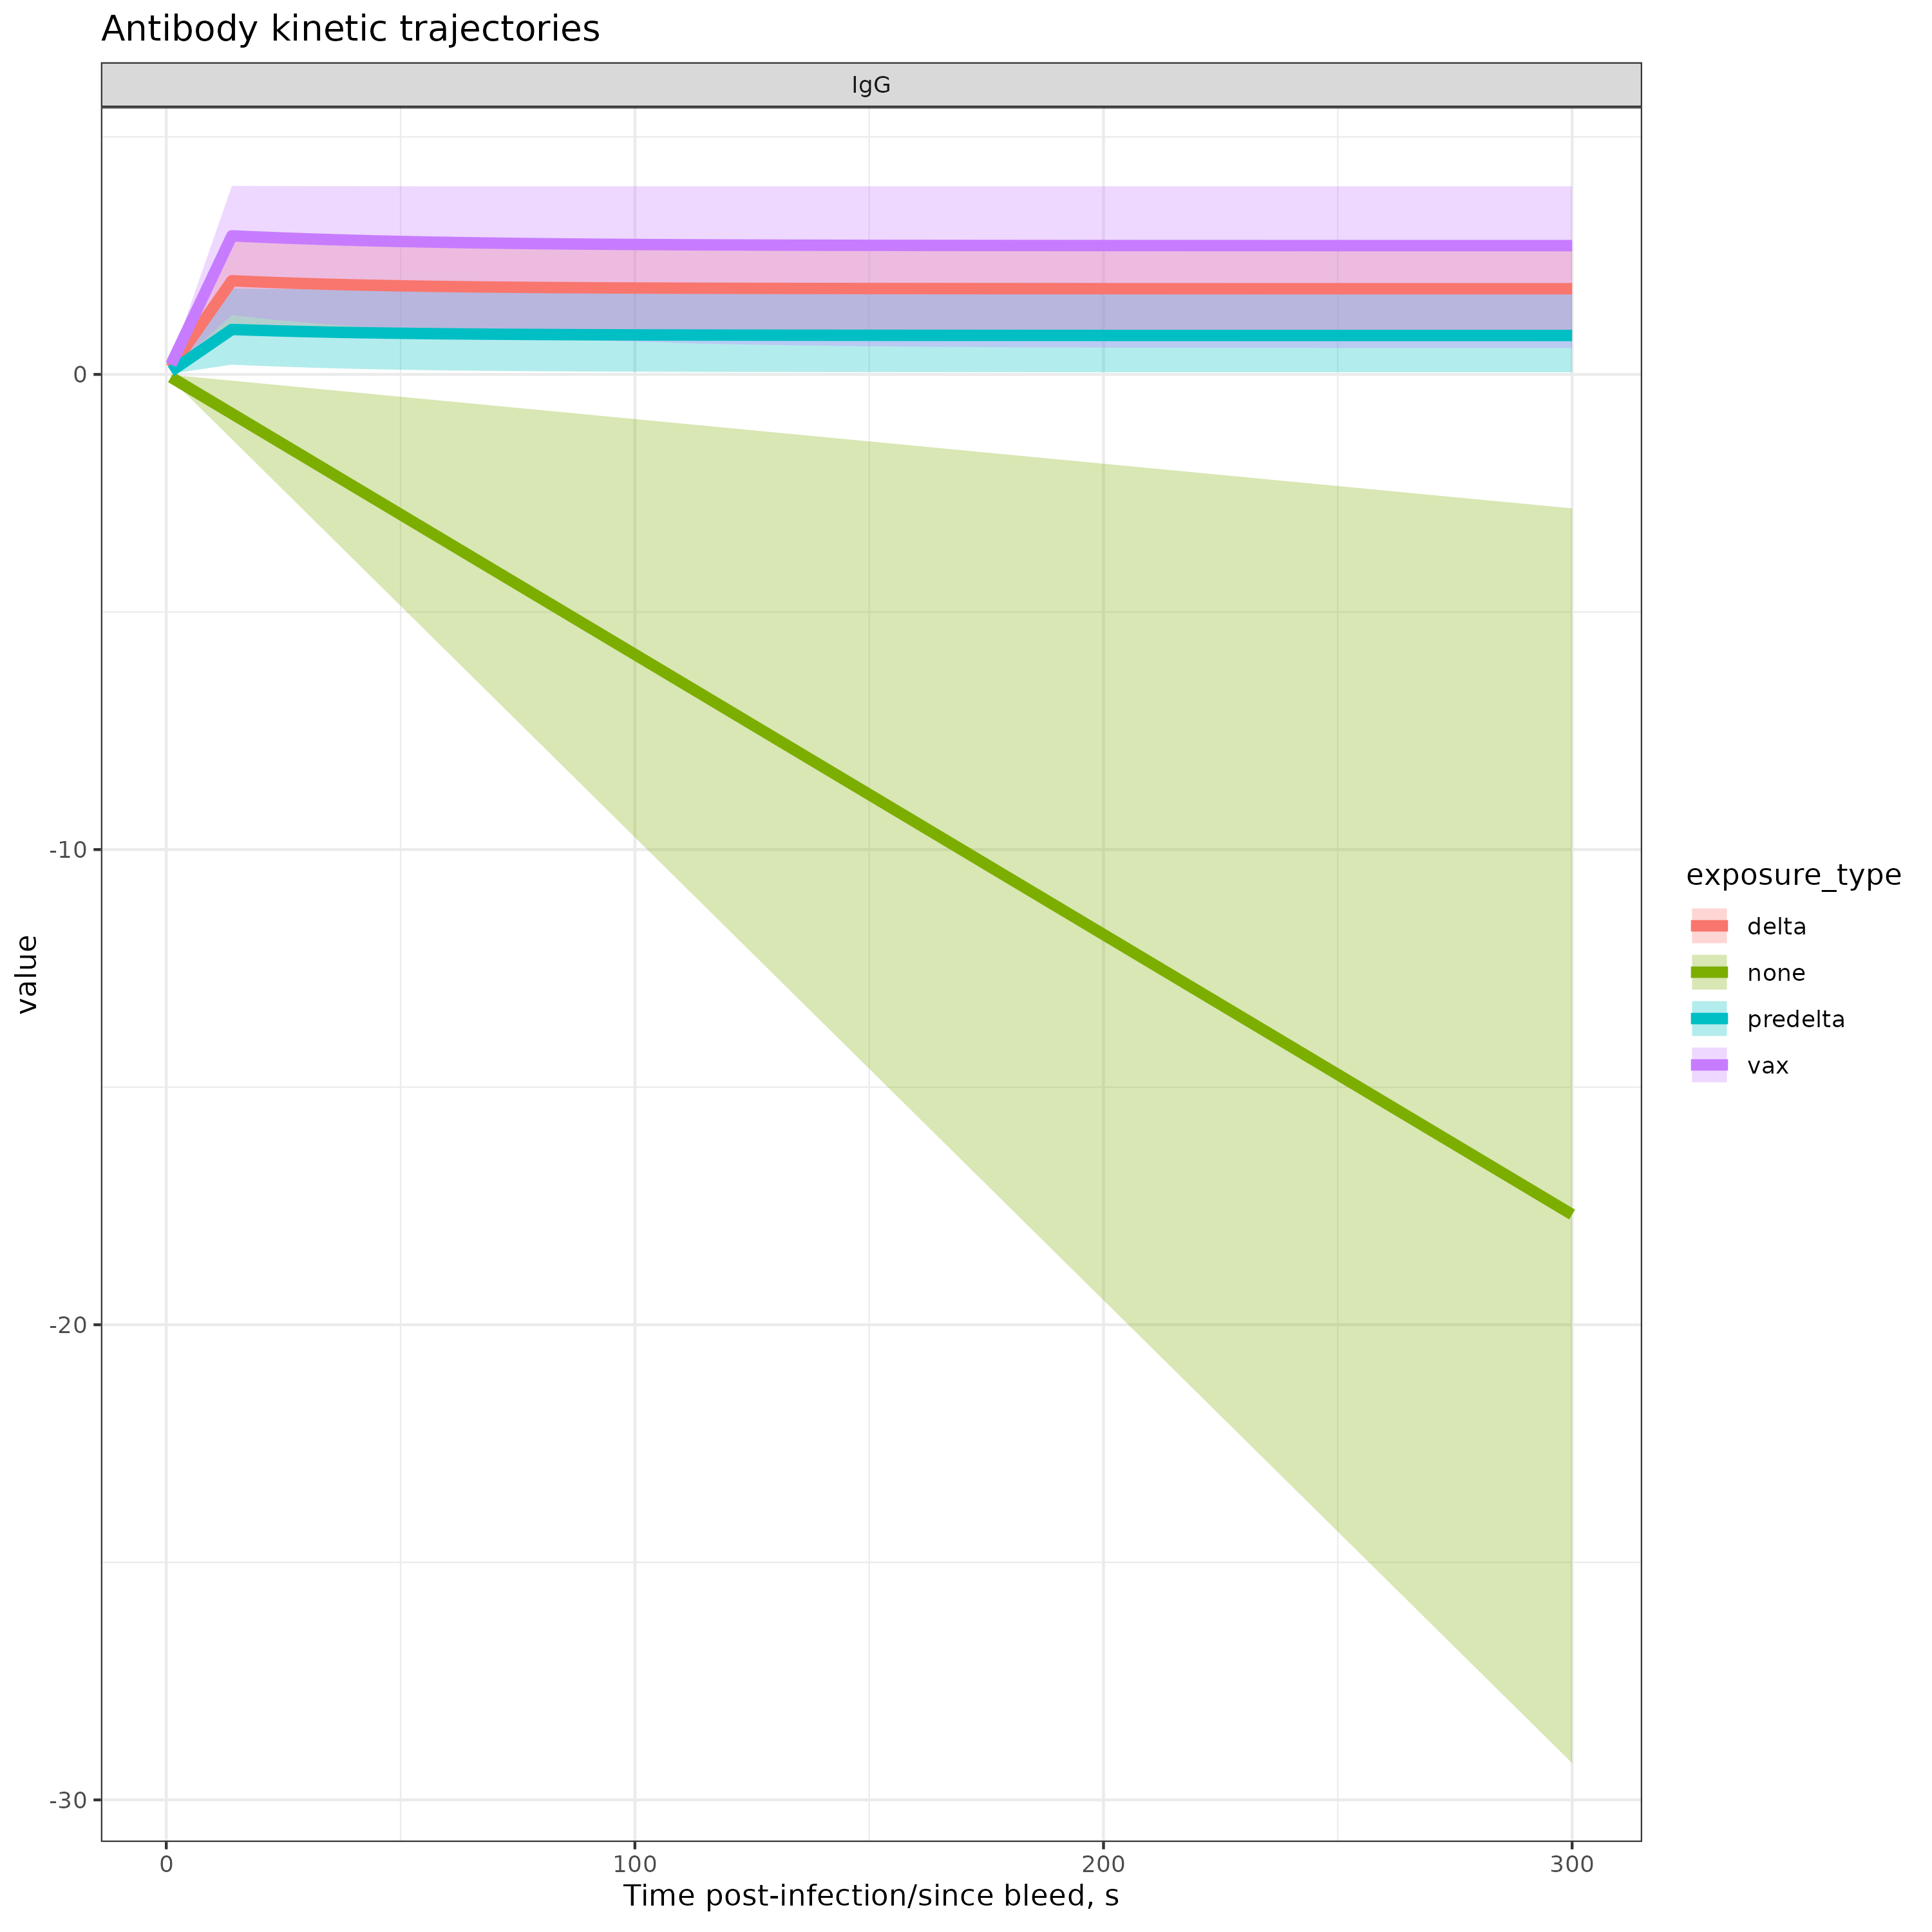 Antibody kinetic trajectories
IgG
0
-10
-20
-30
value
0
100
200
300
Time post-infection/since bleed, s
exposure_type
delta
none
predelta
vax